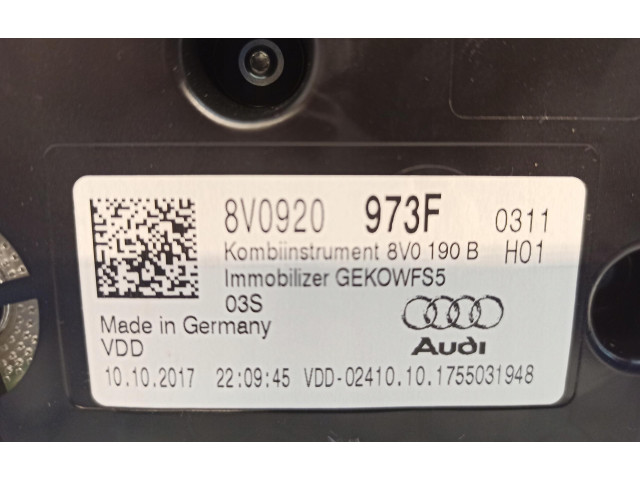 8V0920 973F 0311
Kombiinstrument 8V0 190 B H01
Immobilizer GEKOWFS5
03S
Made in Germany
VDD
Audi
10.10.2017 22:09:45 VDD-02410.10.1755031948